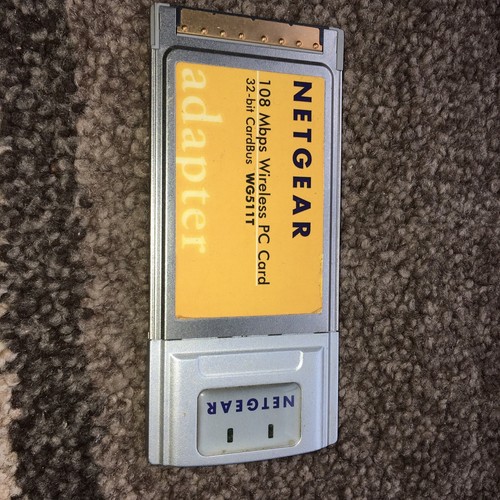 NETGEAR
108 Mbps Wireless PC Card
32-bit CardBus WG511T
adapter
NETGEAR